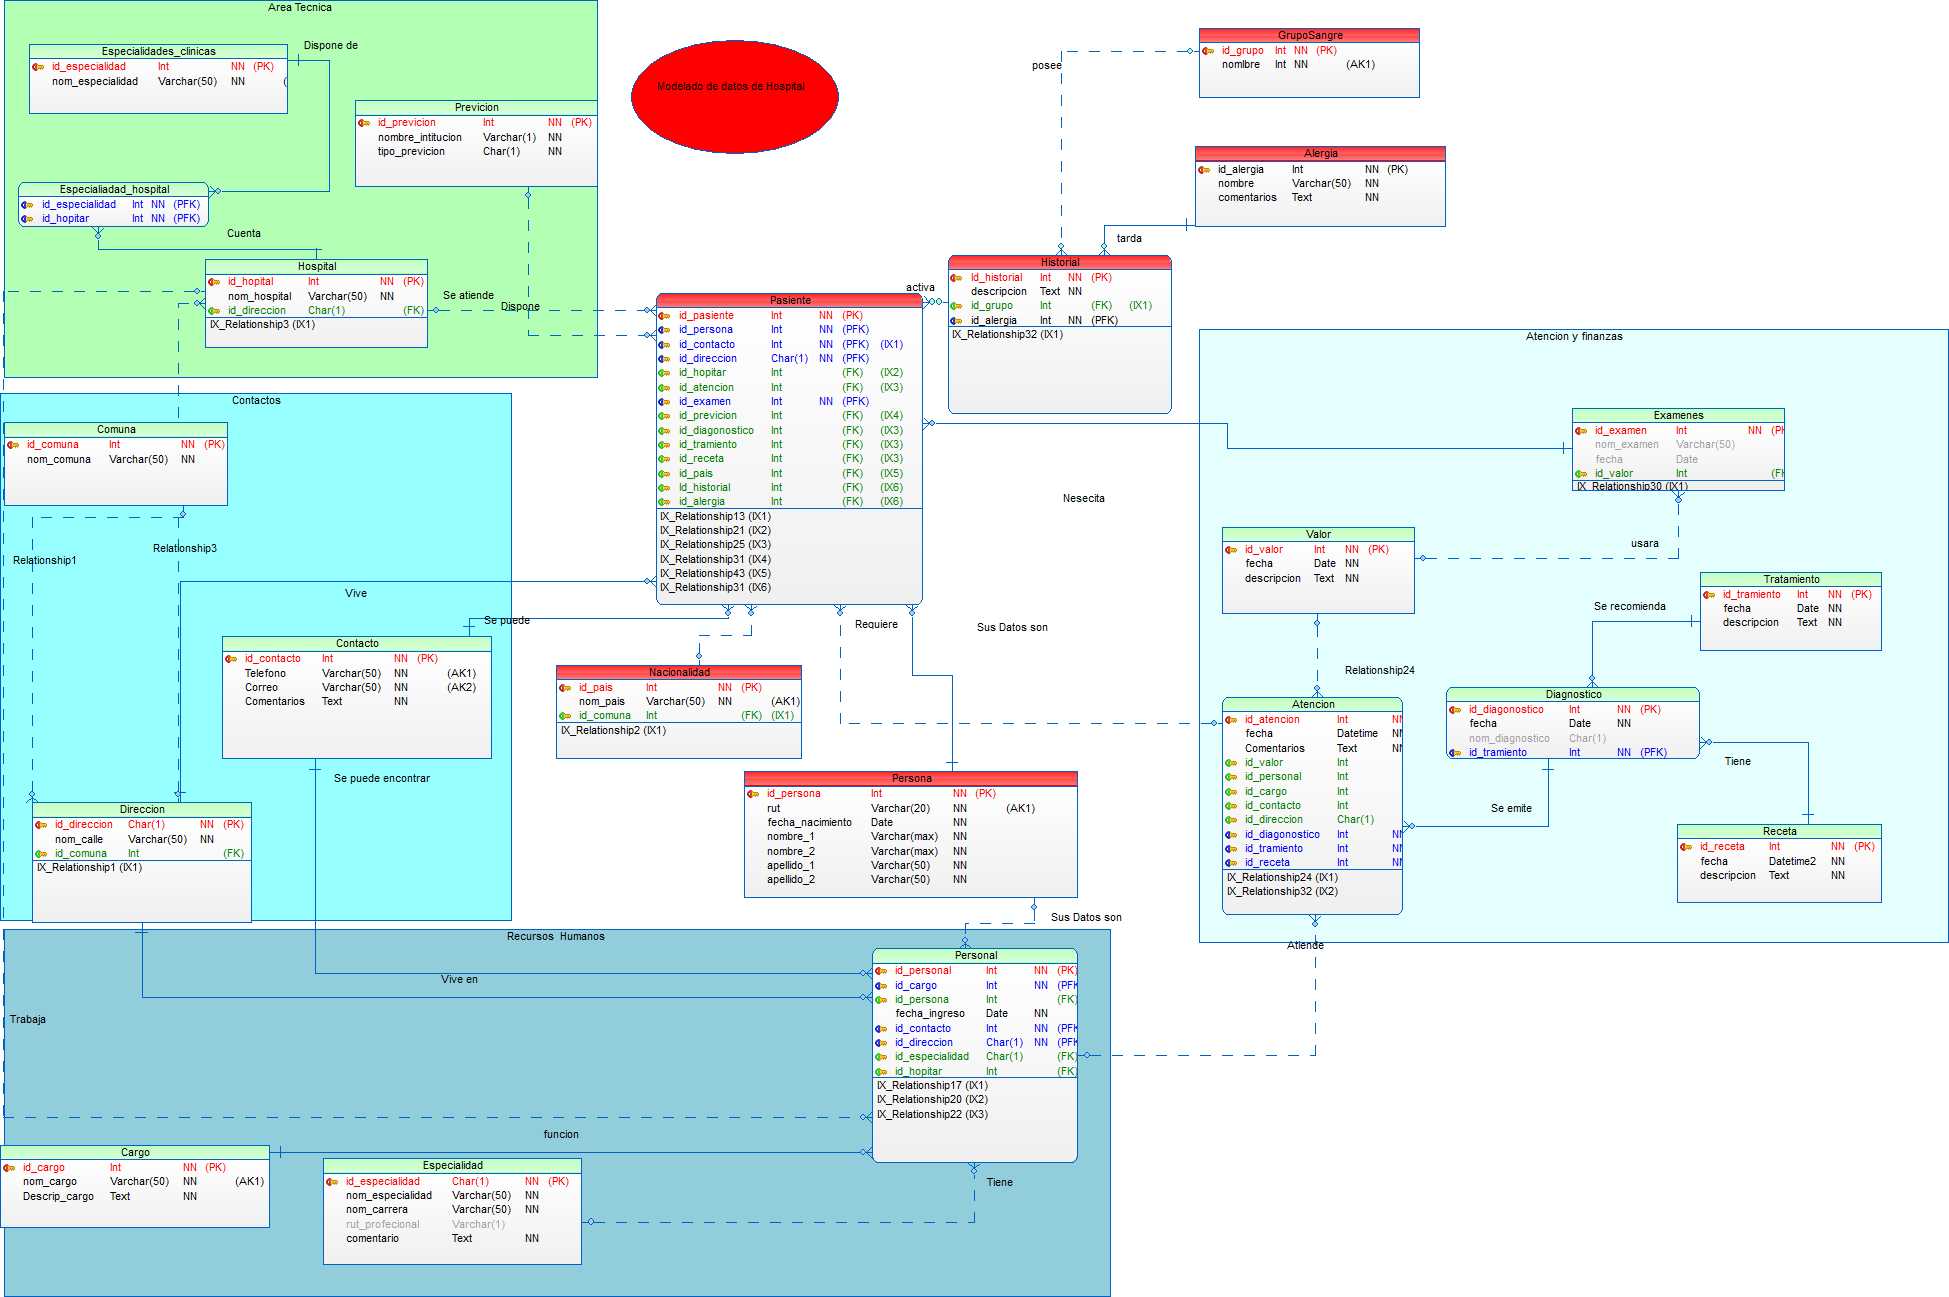 Area Tecnica
Especialidades_clinicas
id_especialidad Int NN (PK)
nom_especialidad Varchar(50) NN (
Dispone de
Previcion
id_previcion Int NN (PK)
nombre_intitucion Varchar(1) NN
tipo_previcion Char(1) NN
Especialiadad_hospital
id_especialidad Int NN (PFK)
id_hopitar Int NN (PFK)
Cuenta
Hospital
id_hopital Int NN (PK)
nom_hospital Varchar(50) NN
id_direccion Char(1) (FK)
IX_Relationship3 (IX1)
Se atiende
Dispone
Modelado de datos de Hospital
GrupoSangre
id_grupo Int NN (PK)
nomlbre Int NN (AK1)
posee
Alergia
id_alergia Int NN (PK)
nombre Varchar(50) NN
comentarios Text NN
tarda
Historial
Id_historial Int NN (PK)
descripcion Text NN
id_grupo Int (FK) (IX1)
id_alergia Int NN (PFK)
IX_Relationship32 (IX1)
activa
Pasiente
id_pasiente Int NN (PK)
id_persona Int NN (PFK)
id_contacto Int NN (PFK) (IX1)
id_direccion Char(1) NN (PFK)
id_hopitar Int (FK) (IX2)
id_atencion Int (FK) (IX3)
id_examen Int NN (PFK)
id_previcion Int (FK) (IX4)
id_diagonostico Int (FK) (IX3)
id_tramiento Int (FK) (IX3)
id_receta Int (FK) (IX3)
id_pais Int (FK) (IX5)
Id_historial Int (FK) (IX6)
id_alergia Int (FK) (IX6)
IX_Relationship13 (IX1)
IX_Relationship21 (IX2)
IX_Relationship25 (IX3)
IX_Relationship31 (IX4)
IX_Relationship43 (IX5)
IX_Relationship31 (IX6)
Contactos
Comuna
id_comuna Int NN (PK)
nom_comuna Varchar(50) NN
Relationship1
Relationship3
Vive
Se puede
Contacto
id_contacto Int NN (PK)
Telefono Varchar(50) NN (AK1)
Correo Varchar(50) NN (AK2)
Comentarios Text NN
Se puede encontrar
Direccion
id_direccion Char(1) NN (PK)
nom_calle Varchar(50) NN
id_comuna Int (FK)
IX_Relationship1 (IX1)
Nacionalidad
id_pais Int NN (PK)
nom_pais Varchar(50) NN (AK1)
id_comuna Int (FK) (IX1)
IX_Relationship2 (IX1)
Requiere
Sus Datos son
Nesecita
Persona
id_persona Int NN (PK)
rut Varchar(20) NN (AK1)
fecha_nacimiento Date NN
nombre_1 Varchar(max) NN
nombre_2 Varchar(max) NN
apellido_1 Varchar(50) NN
apellido_2 Varchar(50) NN
Sus Datos son
Atencion y finanzas
Examenes
id_examen Int NN (PK
nom_examen Varchar(50)
fecha Date
id_valor Int (FK
IX_Relationship30 (IX1)
usara
Valor
id_valor Int NN (PK)
fecha Date NN
descripcion Text NN
Tratamiento
id_tramiento Int NN (PK)
fecha Date NN
descripcion Text NN
Se recomienda
Relationship24
Atencion
id_atencion Int NN
fecha Datetime NN
Comentarios Text NN
id_valor Int
id_personal Int
id_cargo Int
id_contacto Int
id_direccion Char(1)
id_diagonostico Int NN
id_tramiento Int NN
id_receta Int NN
IX_Relationship24 (IX1)
IX_Relationship32 (IX2)
Diagnostico
id_diagonostico Int NN (PK)
fecha Date NN
nom_diagnostico Char(1)
id_tramiento Int NN (PFK)
Tiene
Se emite
Receta
id_receta Int NN (PK)
fecha Datetime2 NN
descripcion Text NN
Atiende
Recursos Humanos
Vive en
Trabaja
Personal
id_personal Int NN (PK)
id_cargo Int NN (PFK
id_persona Int (FK)
fecha_ingreso Date NN
id_contacto Int NN (PFK
id_direccion Char(1) NN (PFK
id_especialidad Char(1) (FK)
id_hopitar Int (FK)
IX_Relationship17 (IX1)
IX_Relationship20 (IX2)
IX_Relationship22 (IX3)
funcion
Cargo
id_cargo Int NN (PK)
nom_cargo Varchar(50) NN (AK1)
Descrip_cargo Text NN
Especialidad
id_especialidad Char(1) NN (PK)
nom_especialidad Varchar(50) NN
nom_carrera Varchar(50) NN
rut_profecional Varchar(1)
comentario Text NN
Tiene